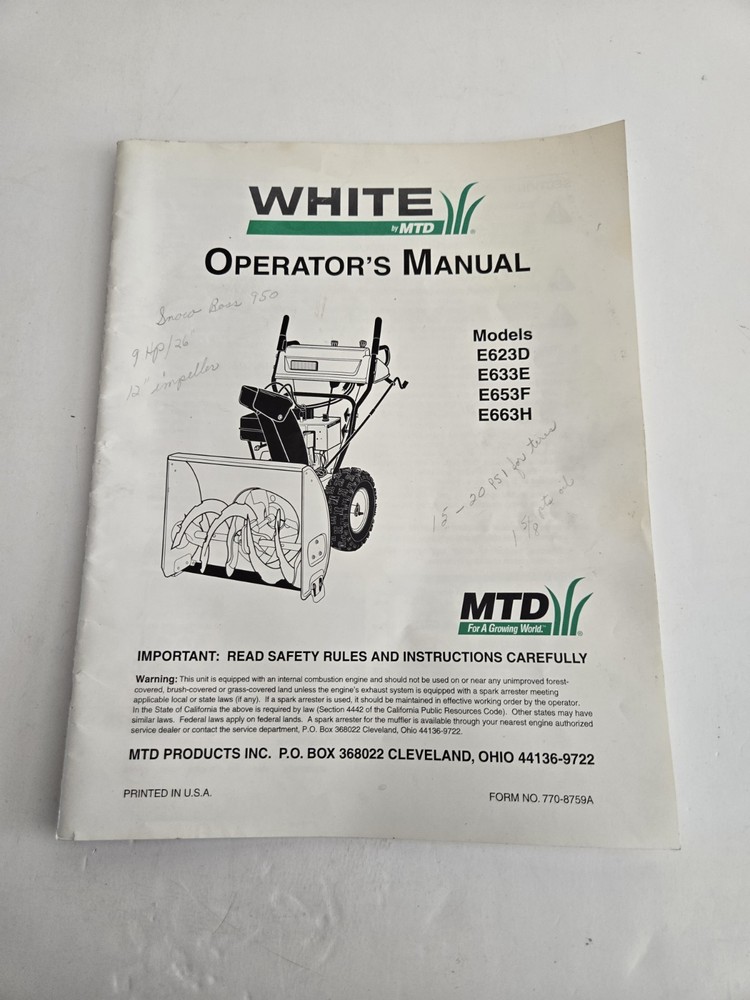 WHITE
by MTD
OPERATOR'S MANUAL
Snow Boss 950
9 HP/26"
12" impeller
Models
E623D
E633E
E653F
E663H
15-20 PSI for tires
1 5/8 pts oil
MTD
For A Growing World.
IMPORTANT: READ SAFETY RULES AND INSTRUCTIONS CAREFULLY
Warning: This unit is equipped with an internal combustion engine and should not be used on or near any unimproved forest-
covered, brush-covered or grass-covered land unless the engine's exhaust system is equipped with a spark arrester meeting
applicable local or state laws (if any). If a spark arrester is used, it should be maintained in effective working order by the operator.
In the State of California the above is required by law (Section 4442 of the California Public Resources Code). Other states may have
similar laws. Federal laws apply on federal lands. A spark arrester for the muffler is available through your nearest engine authorized
service dealer or contact the service department, P.O. Box 368022 Cleveland, Ohio 44136-9722.
MTD PRODUCTS INC. P.O. BOX 368022 CLEVELAND, OHIO 44136-9722
PRINTED IN U.S.A.
FORM NO. 770-8759A